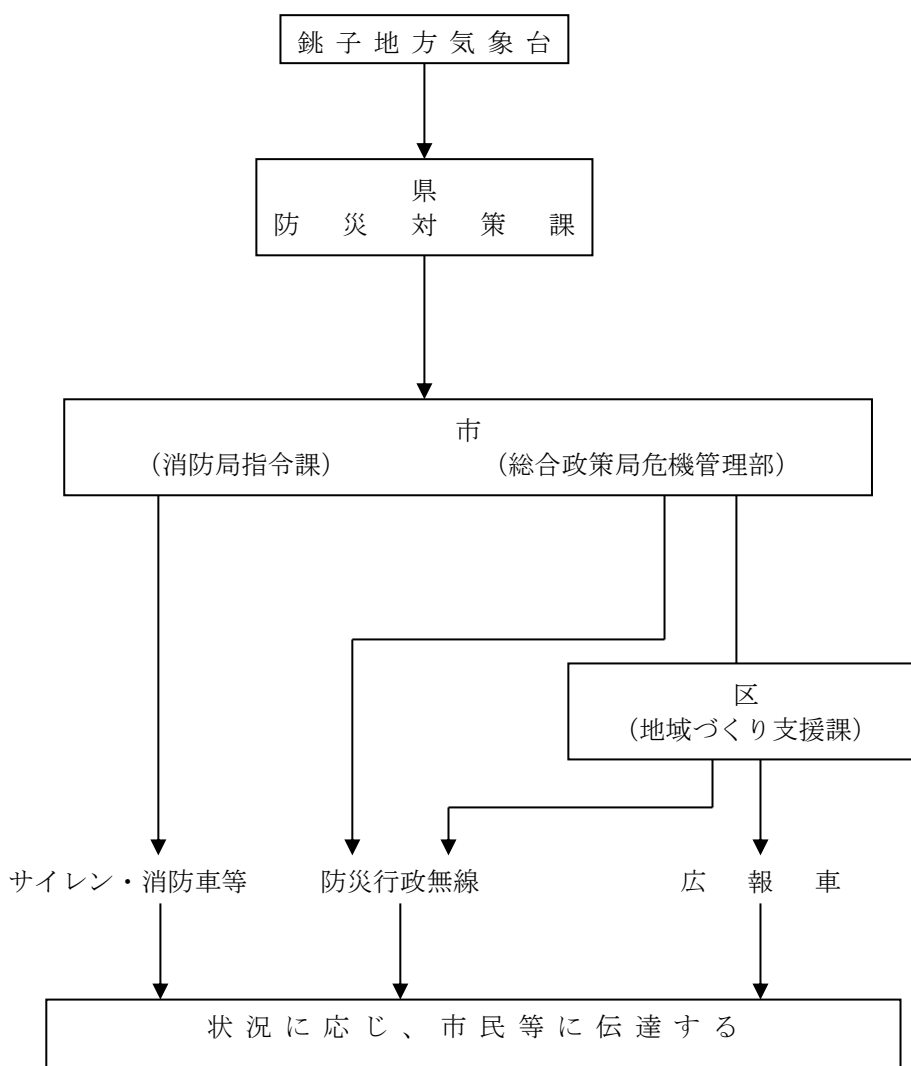 銚子地方気象台
県
防災対策課
市
（消防局指令課） （総合政策局危機管理部）
区
（地域づくり支援課）
サイレン・消防車等 防災行政無線 広報車
状況に応じ、市民等に伝達する